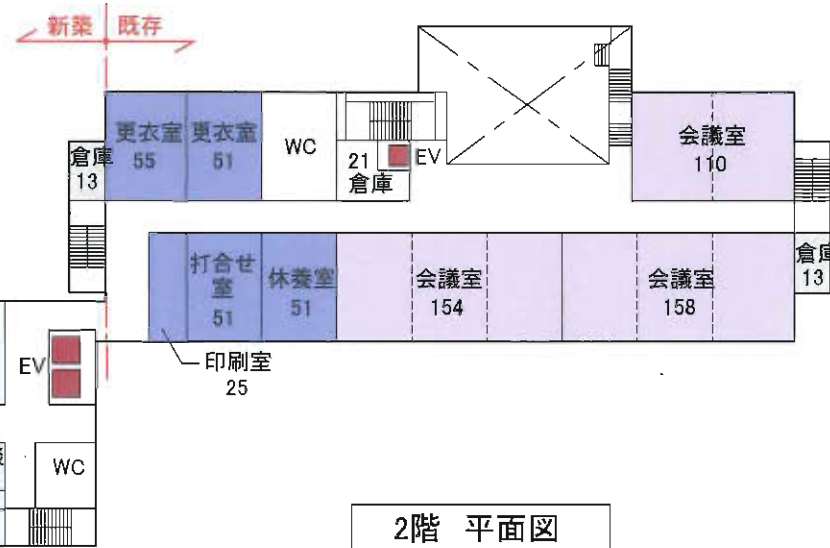 新築 既存
更衣室
55
更衣室
51
WC
21
倉庫
EV
会議室
110
倉庫
13
打合せ
室
51
休養室
51
会議室
154
会議室
158
倉庫
13
印刷室
25
EV
WC
2階 平面図